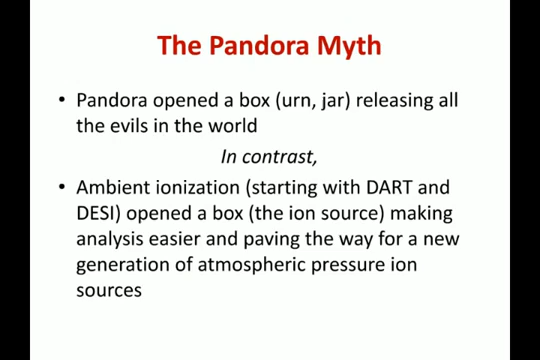 The Pandora Myth
• Pandora opened a box (urn, jar) releasing all
the evils in the world
In contrast,
• Ambient ionization (starting with DART and
DESI) opened a box (the ion source) making
analysis easier and paving the way for a new
generation of atmospheric pressure ion
sources